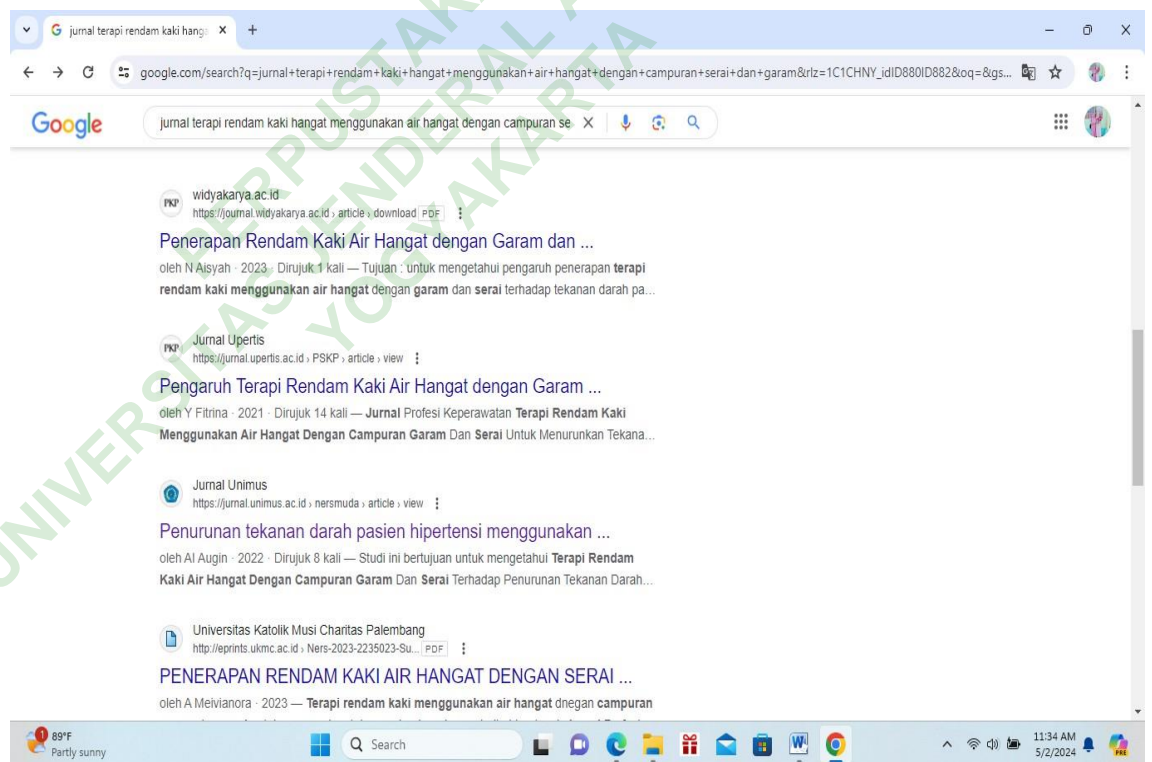 jurnal terapi rendam kaki hang
google.com/search?q=jurnal+terapi+rendam+kaki+hangat+menggunakan+air+hangat+dengan+campuran+serai+dan+garam&rlz=1C1CHNY_idID880ID882&oq=&gs...
Google
jurnal terapi rendam kaki hangat menggunakan air hangat dengan campuran se
PKP
widyakarya.ac.id
https://journal.widyakarya.ac.id › article › download PDF
Penerapan Rendam Kaki Air Hangat dengan Garam dan ...
oleh N Aisyah · 2023 · Dirujuk 1 kali — Tujuan : untuk mengetahui pengaruh penerapan terapi
rendam kaki menggunakan air hangat dengan garam dan serai terhadap tekanan darah pa...
PKP
Jurnal Upertis
https://jurnal.upertis.ac.id › PSKP › article › view
Pengaruh Terapi Rendam Kaki Air Hangat dengan Garam ...
oleh Y Fitrina · 2021 · Dirujuk 14 kali — Jurnal Profesi Keperawatan Terapi Rendam Kaki
Menggunakan Air Hangat Dengan Campuran Garam Dan Serai Untuk Menurunkan Tekana...
Jurnal Unimus
https://jurnal.unimus.ac.id › nersmuda › article › view
Penurunan tekanan darah pasien hipertensi menggunakan ...
oleh AI Augin · 2022 · Dirujuk 8 kali — Studi ini bertujuan untuk mengetahui Terapi Rendam
Kaki Air Hangat Dengan Campuran Garam Dan Serai Terhadap Penurunan Tekanan Darah...
Universitas Katolik Musi Charitas Palembang
http://eprints.ukmc.ac.id › Ners-2023-2235023-Su... PDF
PENERAPAN RENDAM KAKI AIR HANGAT DENGAN SERAI ...
oleh A Meivianora · 2023 — Terapi rendam kaki menggunakan air hangat dnegan campuran
1
89°F
Partly sunny
Search
11:34 AM
5/2/2024
PRE
PERPUSTAK
UNIVERSITAS JENDERAL A
YOGYAKARTA